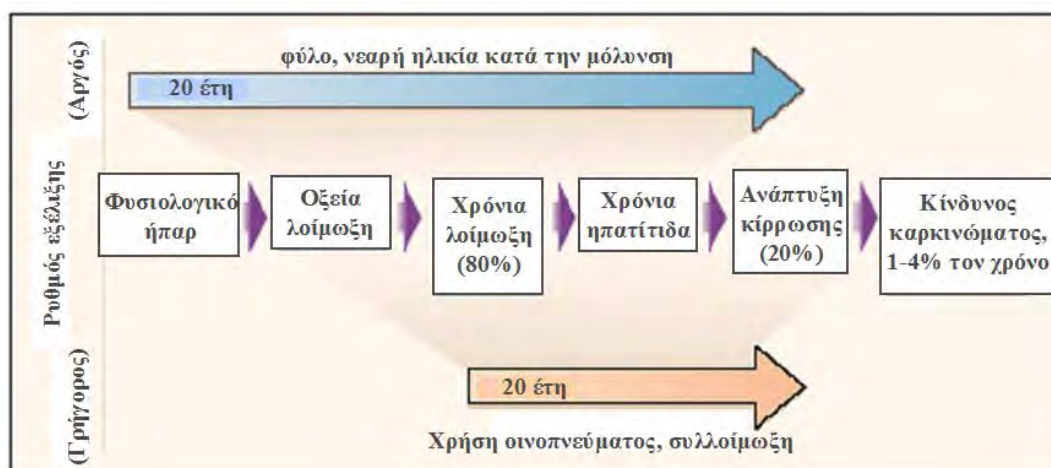 (Αργός)
Ρυθμός εξέλιξης
(Γρήγορος)
φύλο, νεαρή ηλικία κατά την μόλυνση
20 έτη
Φυσιολογικό
ήπαρ
Οξεία
λοίμωξη
Χρόνια
λοίμωξη
(80%)
Χρόνια
ηπατίτιδα
Ανάπτυξη
κίρρωσης
(20%)
Κίνδυνος
καρκινώματος,
1-4% τον χρόνο
20 έτη
Χρήση οινοπνεύματος, συλλοίμωξη